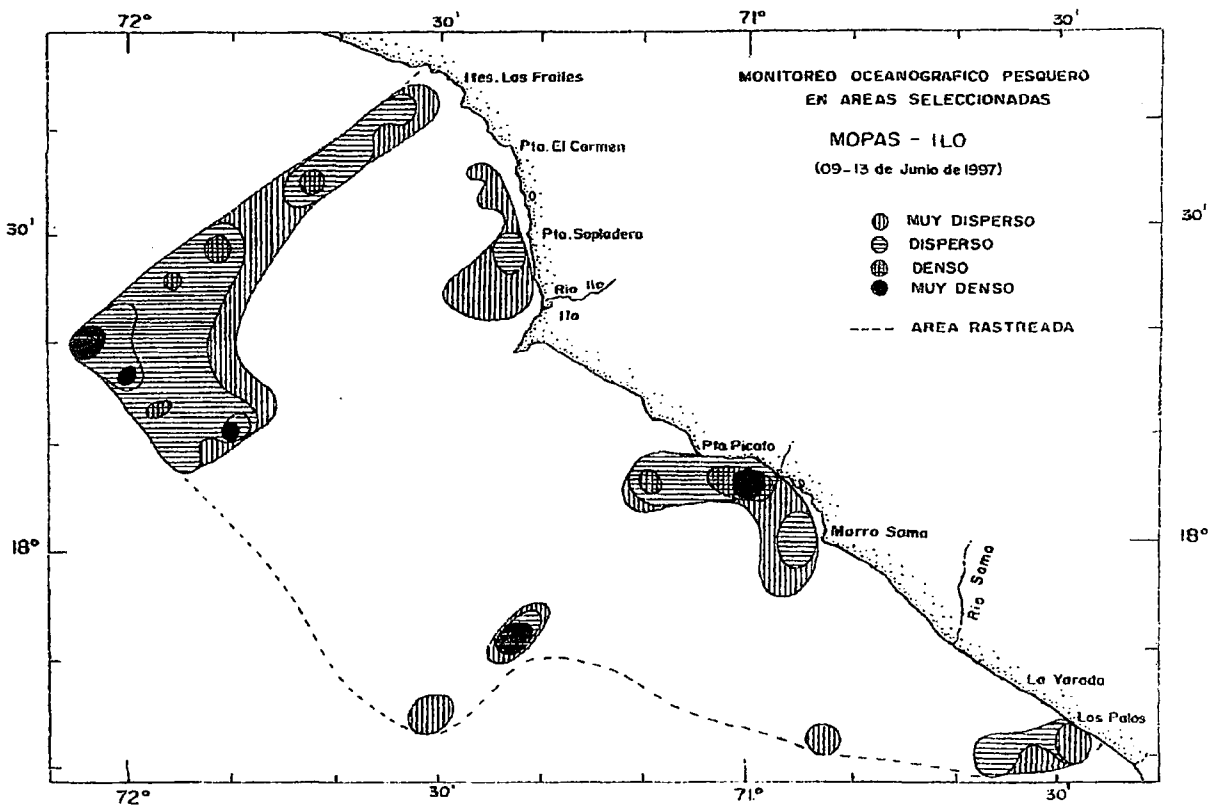 72° 30' 71° 30'
MONITOREO OCEANOGRAFICO PESQUERO
EN AREAS SELECCIONADAS
MOPAS - ILO
(09-13 de Junio de 1997)
MUY DISPERSO
DISPERSO
DENSO
MUY DENSO
AREA RASTREADA
Ites. Los Frailes
Pta. El Carmen
30' 30'
Pta. Sopladera
Rio Ilo
Ilo
Pta. Picata
Morro Sama
18° 18°
Rio Sama
La Yarada
Los Palos
72° 30' 71° 30'